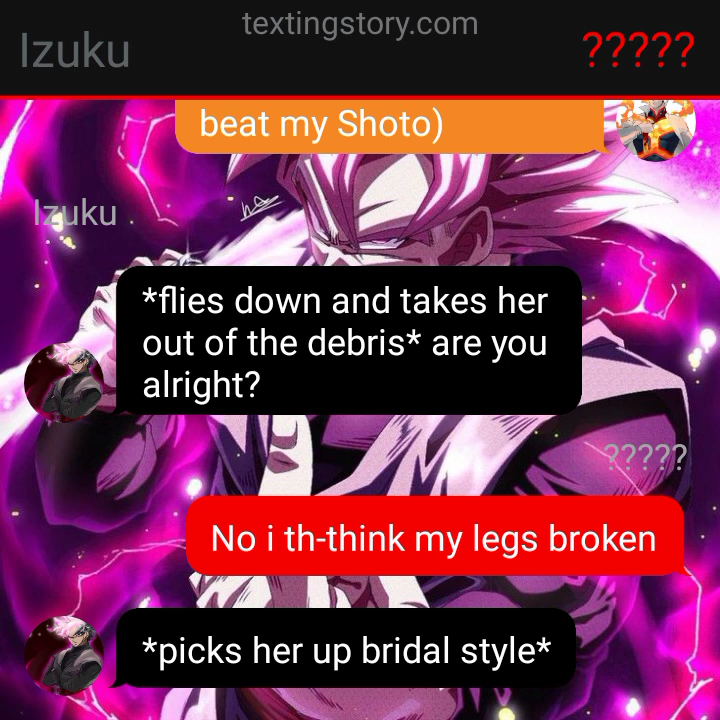 textingstory.com
Izuku
?????
beat my Shoto)
Izuku
*flies down and takes her
out of the debris* are you
alright?
?????
No i th-think my legs broken
*picks her up bridal style*